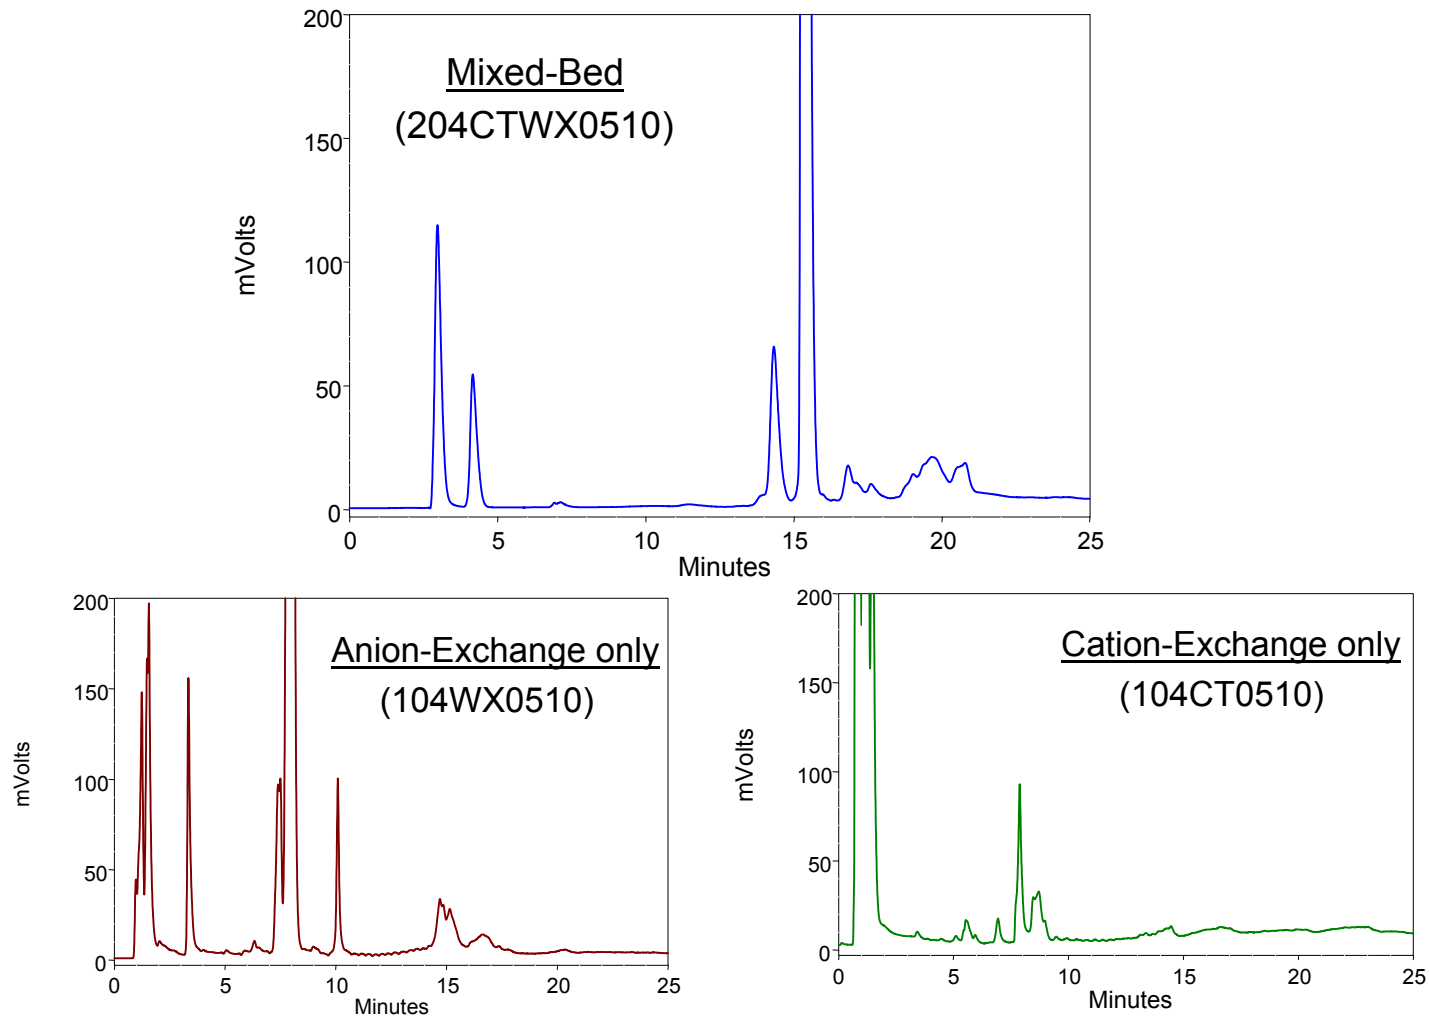 200
150
100
50
0
mVolts
Mixed-Bed
(204CTWX0510)
0 5 10 15 20 25
Minutes
200
150
100
50
0
mVolts
Anion-Exchange only
(104WX0510)
0 5 10 15 20 25
Minutes
200
150
100
50
0
mVolts
Cation-Exchange only
(104CT0510)
0 5 10 15 20 25
Minutes